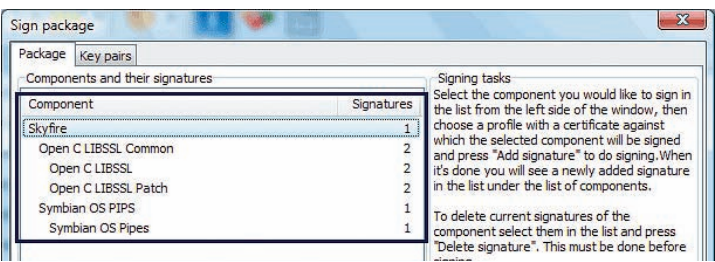 Sign package
Package Key pairs
Components and their signatures
Component Signatures
Skyfire 1
Open C LIBSSL Common 2
Open C LIBSSL 2
Open C LIBSSL Patch 2
Symbian OS PIPS 1
Symbian OS Pipes 1
Signing tasks
Select the component you would like to sign in
the list from the left side of the window, then
choose a profile with a certificate against
which the selected component will be signed
and press "Add signature" to do signing.When
it's done you will see a newly added signature
in the list under the list of components.
To delete current signatures of the
component select them in the list and press
"Delete signature". This must be done before